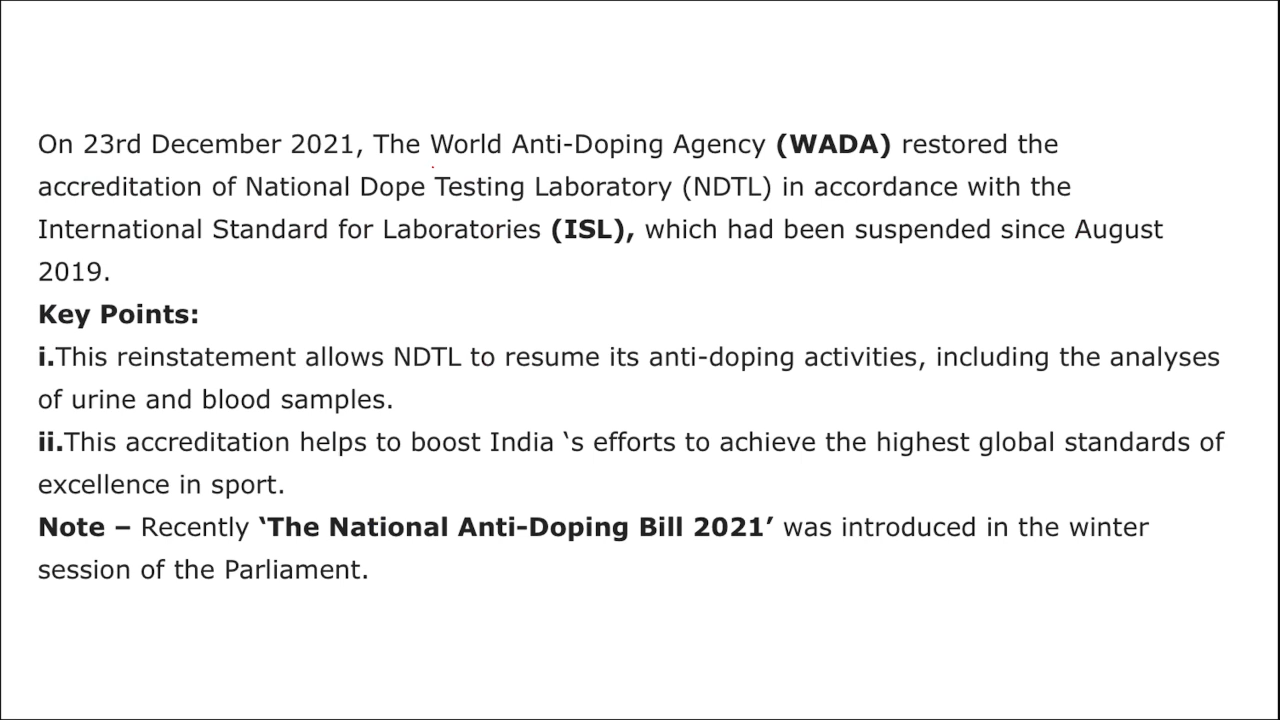 On 23rd December 2021, The World Anti-Doping Agency (WADA) restored the
accreditation of National Dope Testing Laboratory (NDTL) in accordance with the
International Standard for Laboratories (ISL), which had been suspended since August
2019.
Key Points:
i.This reinstatement allows NDTL to resume its anti-doping activities, including the analyses
of urine and blood samples.
ii.This accreditation helps to boost India ‛s efforts to achieve the highest global standards of
excellence in sport.
Note – Recently ‛The National Anti-Doping Bill 2021’ was introduced in the winter
session of the Parliament.